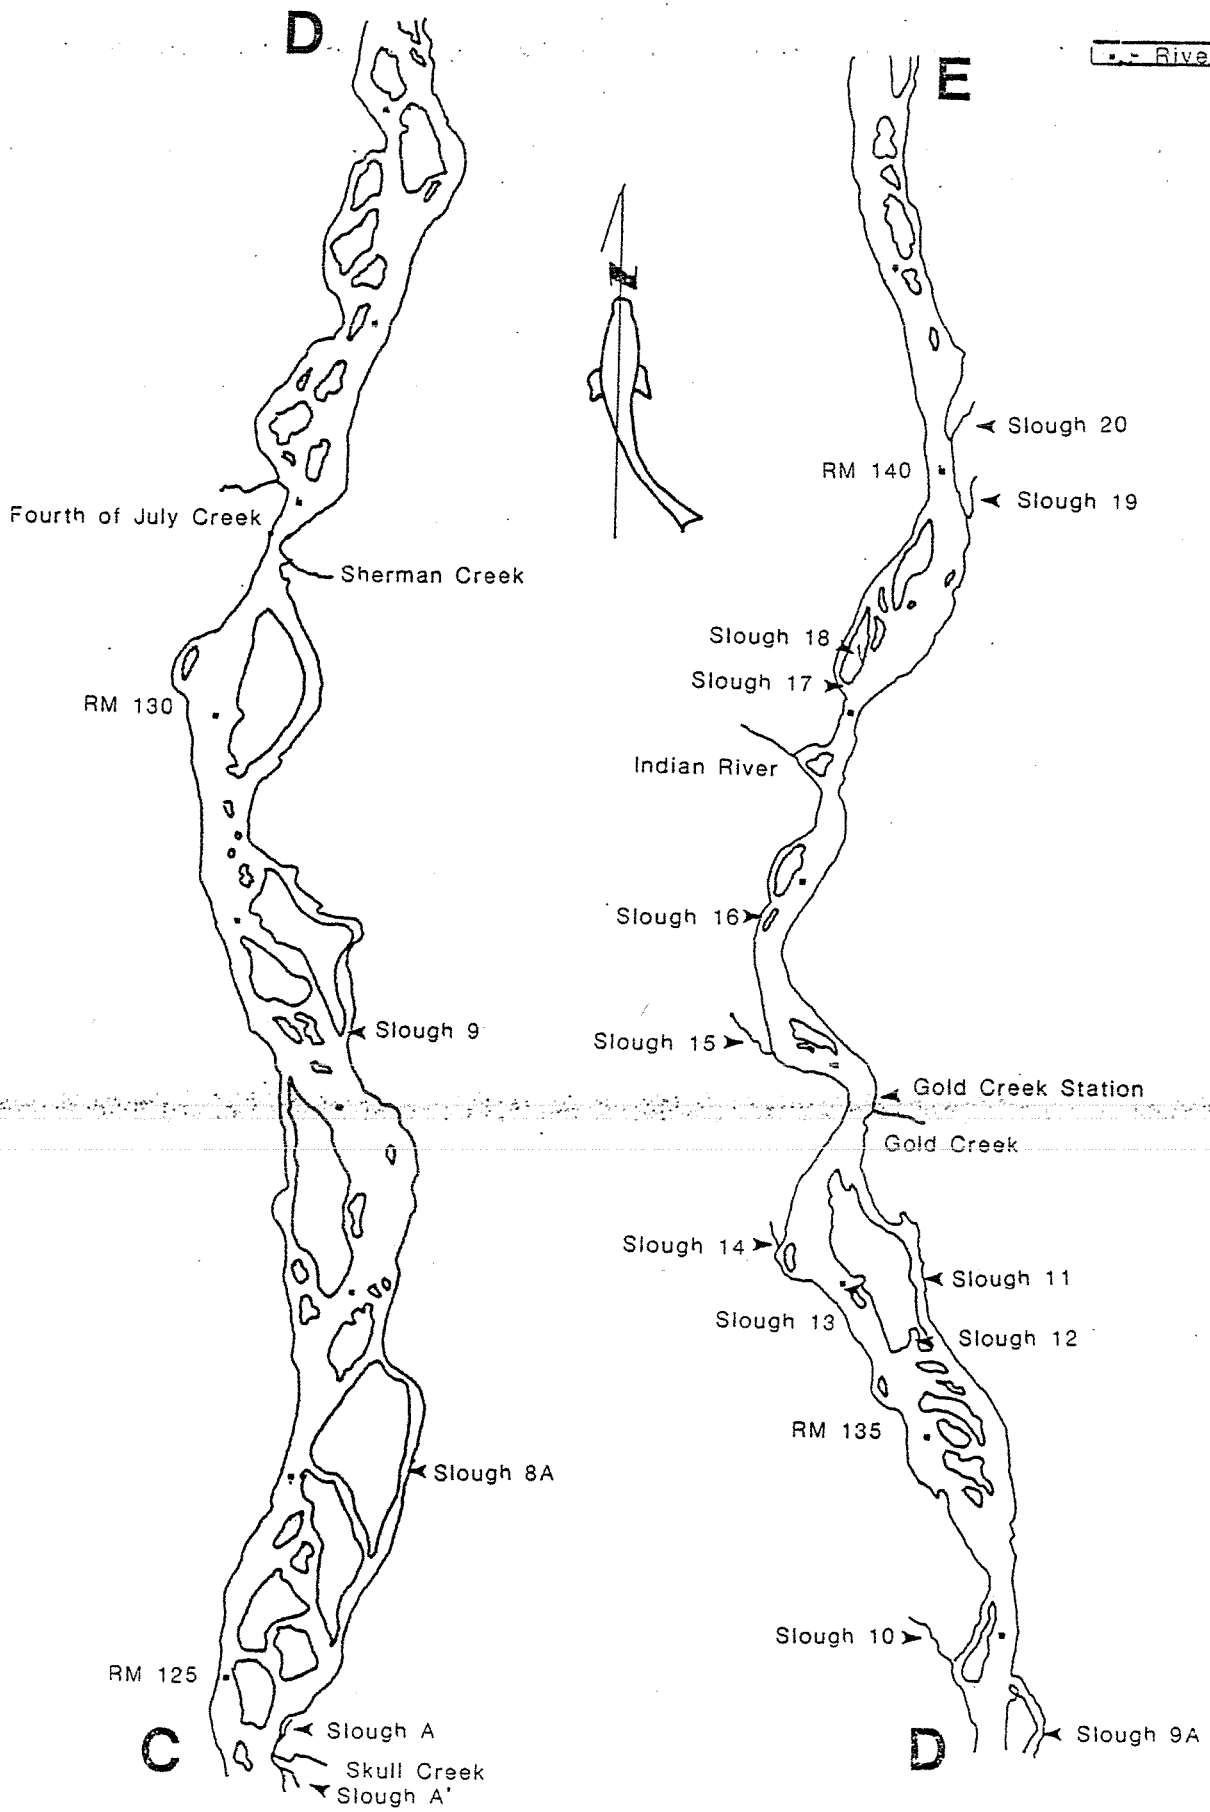 D
E
Rive
Slough 20
RM 140
Slough 19
Fourth of July Creek
Sherman Creek
Slough 18
Slough 17
RM 130
Indian River
Slough 16
Slough 9
Slough 15
Gold Creek Station
Gold Creek
Slough 14
Slough 11
Slough 13
Slough 12
RM 135
Slough 8A
Slough 10
RM 125
Slough A
C
Skull Creek
Slough A'
D
Slough 9A
N